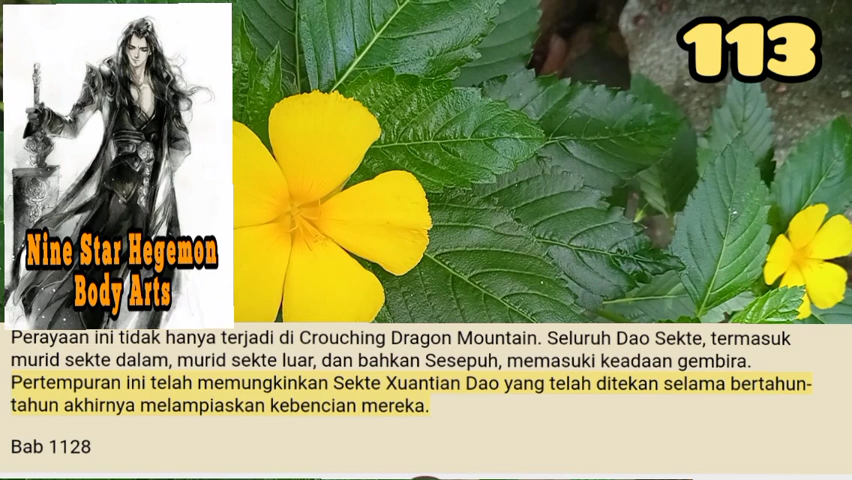 113
Nine Star Hegemon
Body Arts
Perayaan ini tidak hanya terjadi di Crouching Dragon Mountain. Seluruh Dao Sekte, termasuk
murid sekte dalam, murid sekte luar, dan bahkan Sesepuh, memasuki keadaan gembira.
Pertempuran ini telah memungkinkan Sekte Xuantian Dao yang telah ditekan selama bertahun-
tahun akhirnya melampiaskan kebencian mereka.
Bab 1128